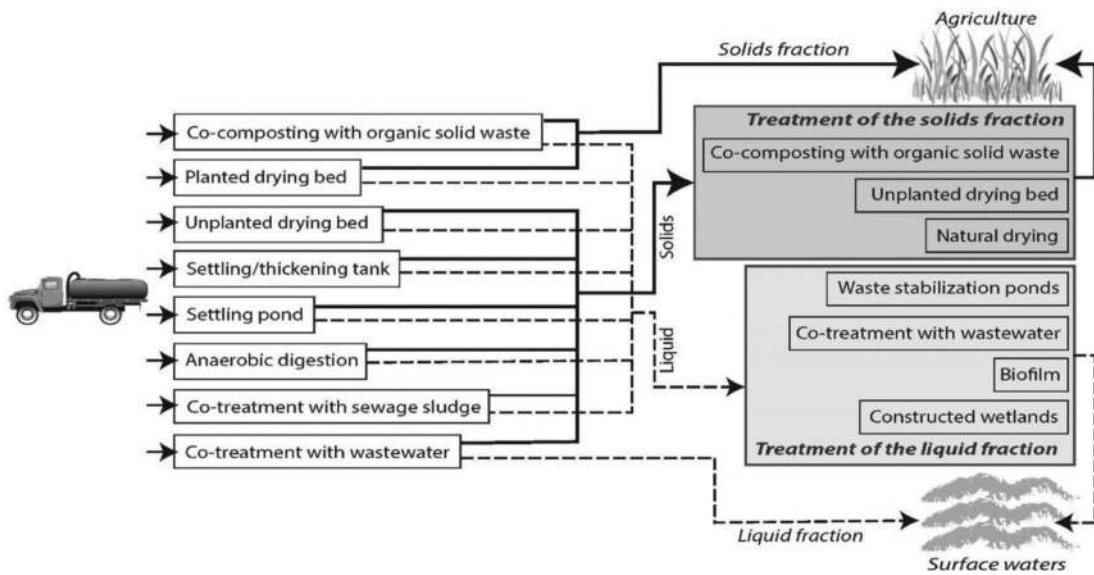 Agriculture
Solids fraction
Co-composting with organic solid waste
Planted drying bed
Unplanted drying bed
Settling/thickening tank
Settling pond
Anaerobic digestion
Co-treatment with sewage sludge
Co-treatment with wastewater
Solids
Liquid
Treatment of the solids fraction
Co-composting with organic solid waste
Unplanted drying bed
Natural drying
Waste stabilization ponds
Co-treatment with wastewater
Biofilm
Constructed wetlands
Treatment of the liquid fraction
Liquid fraction
Surface waters